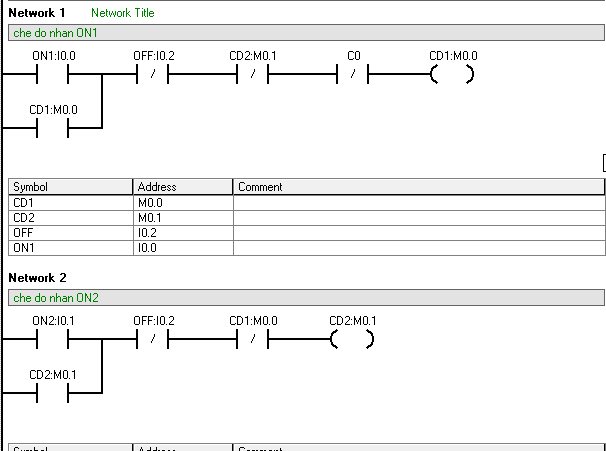 Network 1 Network Title
che do nhan ON1
ON1:I0.0 OFF:I0.2 CD2:M0.1 C0 CD1:M0.0
/ / /
CD1:M0.0
Symbol Address Comment
CD1 M0.0
CD2 M0.1
OFF I0.2
ON1 I0.0
Network 2
che do nhan ON2
ON2:I0.1 OFF:I0.2 CD1:M0.0 CD2:M0.1
/ /
CD2:M0.1
Symbol Address Comment